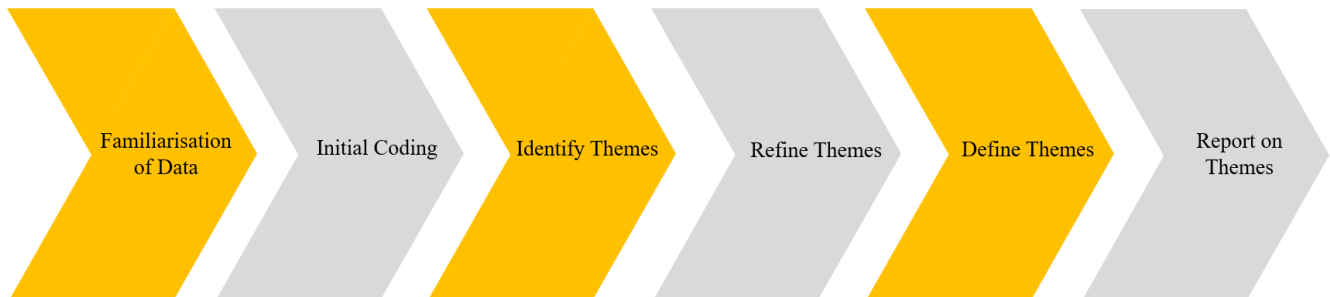 Familiarisation
of Data
Initial Coding
Identify Themes
Refine Themes
Define Themes
Report on
Themes